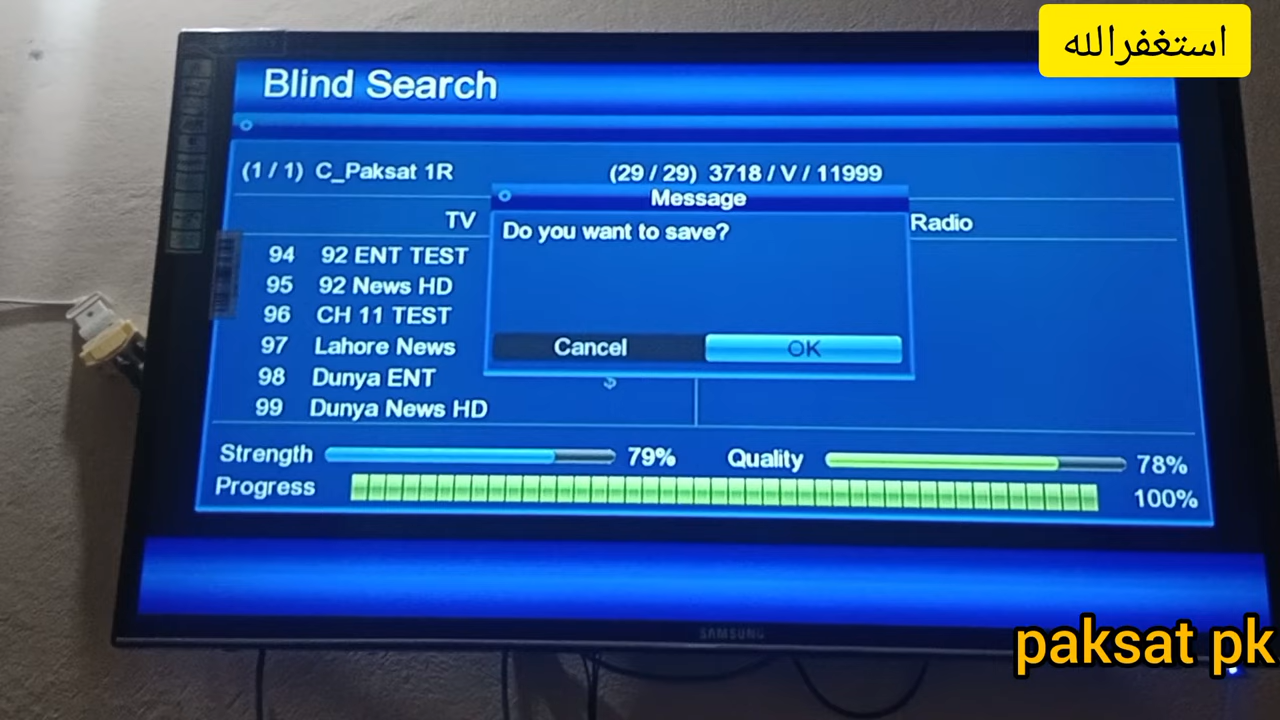 استغفرالله
Blind Search
(1 / 1) C_Paksat 1R (29 / 29) 3718 / V / 11999
Message
TV Radio
Do you want to save?
94 92 ENT TEST
95 92 News HD
96 CH 11 TEST
97 Lahore News
Cancel OK
98 Dunya ENT $
99 Dunya News HD
Strength 79% Quality 78%
Progress 100%
SAMSUNG
paksat pk